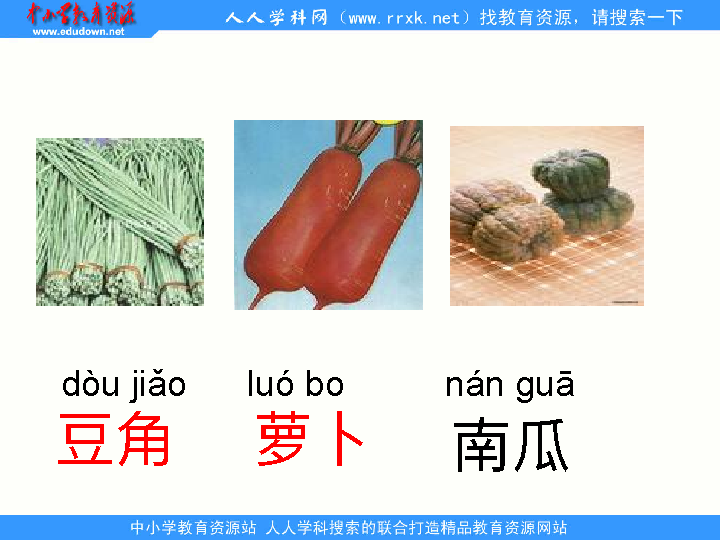 中小学教育资源
www.edudown.net
人人学科网（www.rrxk.net）找教育资源，请搜索一下
dòu jiǎo luó bo nán guā
豆角 萝卜 南瓜
中小学教育资源站 人人学科搜索的联合打造精品教育资源网站